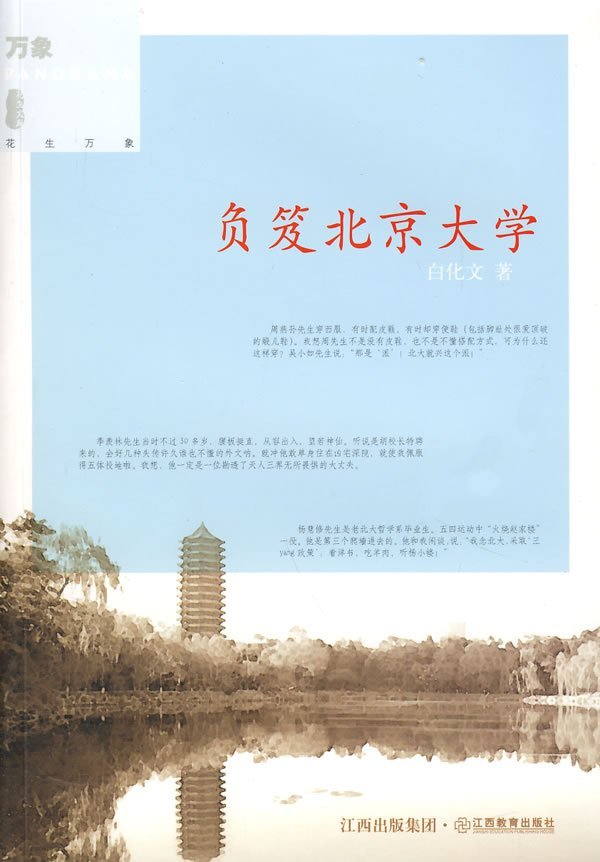 万象
PANORAMA
花生万象
负笈北京大学
白化文 著
周燕孙先生穿西服，有时配皮鞋，有时却穿便鞋（包括脚趾处很爱顶破
的缎儿鞋）。我想周先生不是没有皮鞋，也不是不懂搭配方式，可为什么还
这样穿？吴小如先生说：“那是‘派’！北大就兴这个派！”
季羡林先生当时不过30多岁，腰板挺直，从容出入，望若神仙。听说是胡校长特聘
来的，会好几种失传许久谁也不懂的外文呐。就冲他敢单身住在凶宅深院，就使我佩服
得五体投地啦。我想，他一定是一位勘透了天人三界无所畏惧的大丈夫。
杨慧修先生是老北大哲学系毕业生。五四运动中“火烧赵家楼”
一役，他是第三个爬墙进去的。他和我闲谈，说，“我念北大，采取‘三
yang政策’：看洋书，吃羊肉，听杨小楼！”
江西出版集团·江西教育出版社
JIANGXI EDUCATION PUBLISHING HOUSE